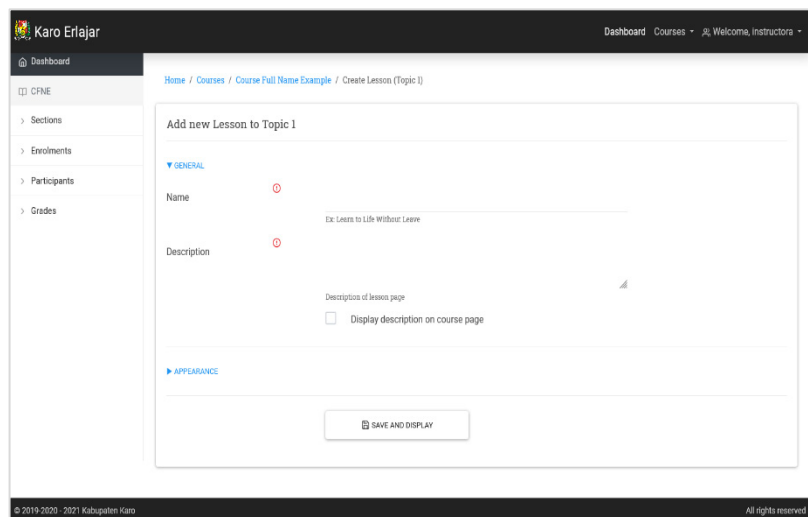 Karo Erlajar
Dashboard Courses Welcome, instructora
Dashboard
CFNE
Sections
Enrolments
Participants
Grades
Home / Courses / Course Full Name Example / Create Lesson (Topic 1)
Add new Lesson to Topic 1
GENERAL
Name
Ex: Learn to Life Without Leave
Description
Description of lesson page
Display description on course page
APPEARANCE
SAVE AND DISPLAY
© 2019-2020 - 2021 Kabupaten Karo
All rights reserved